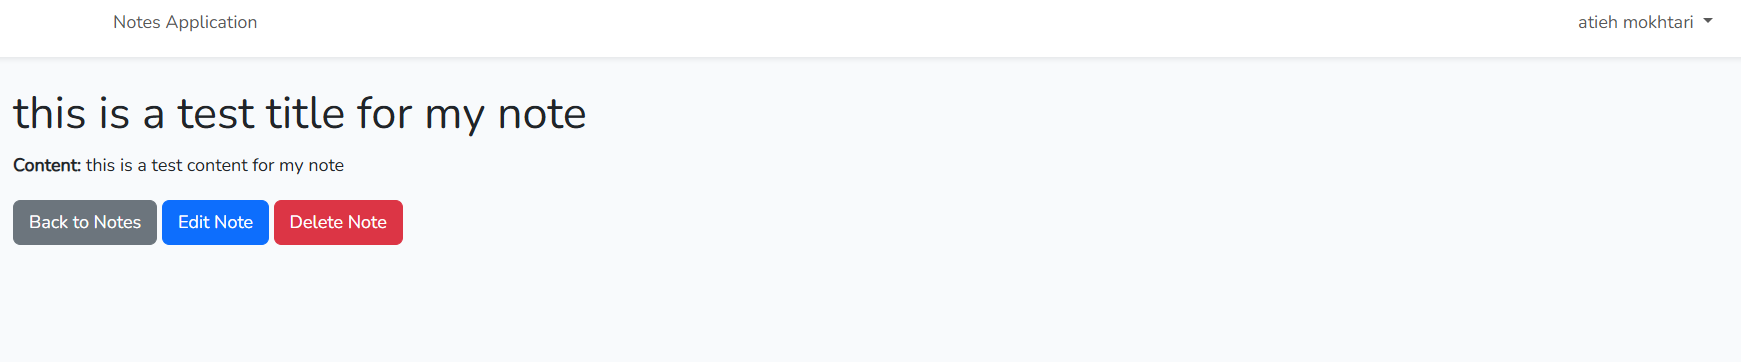 Notes Application atieh mokhtari
this is a test title for my note
Content: this is a test content for my note
Back to Notes Edit Note Delete Note